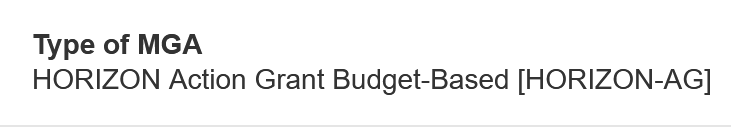 Type of MGA
HORIZON Action Grant Budget-Based [HORIZON-AG]